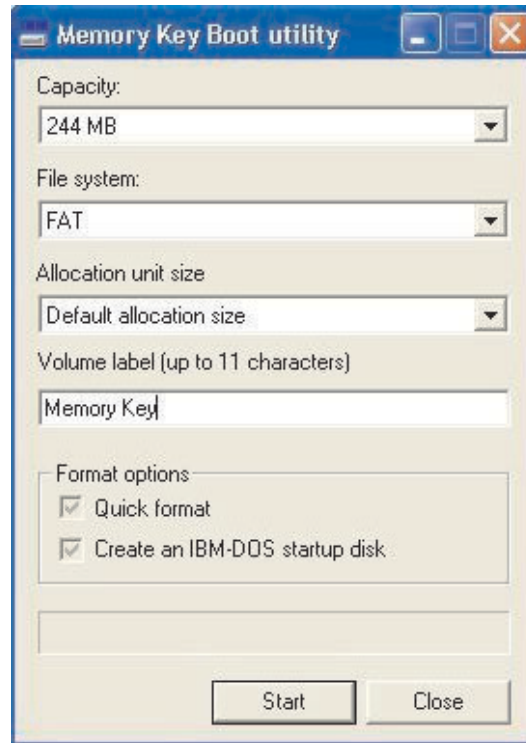 Memory Key Boot utility
Capacity:
244 MB
File system:
FAT
Allocation unit size
Default allocation size
Volume label (up to 11 characters)
Memory Key
Format options
Quick format
Create an IBM-DOS startup disk
Start
Close